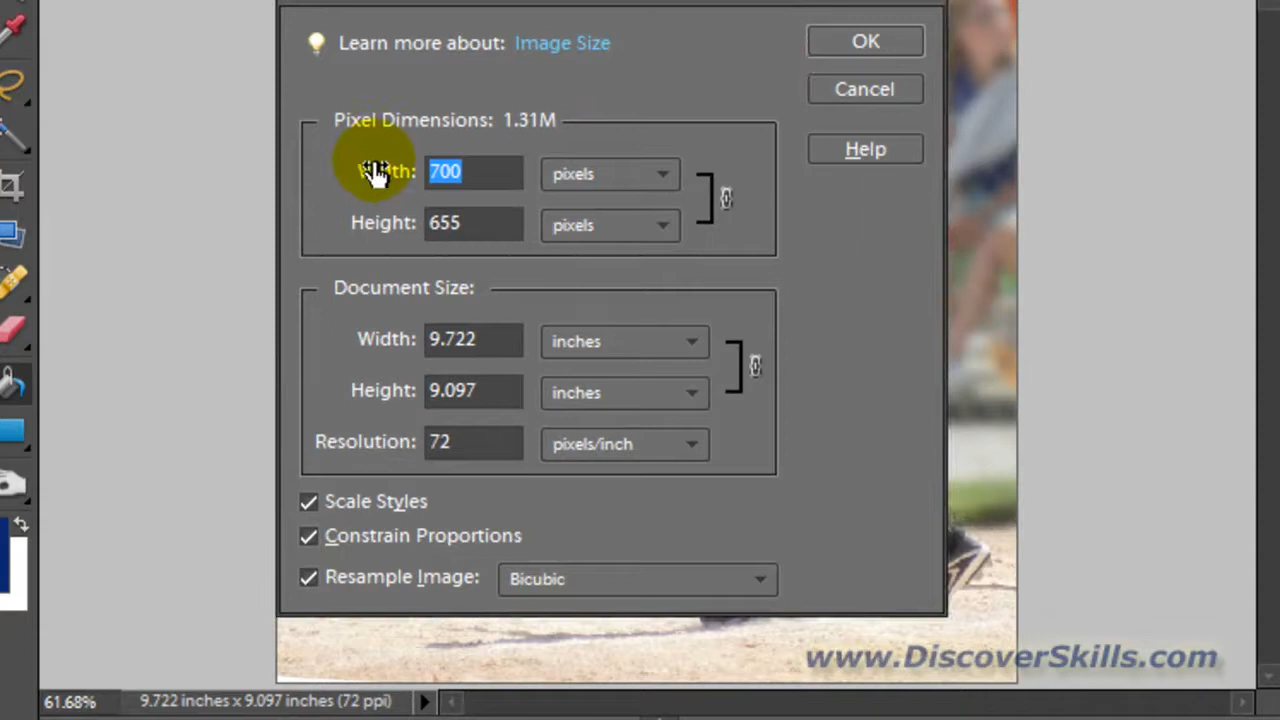 Learn more about: Image Size
OK
Cancel
Help
Pixel Dimensions: 1.31M
Width: 700 pixels
Height: 655 pixels
Document Size:
Width: 9.722 inches
Height: 9.097 inches
Resolution: 72 pixels/inch
Scale Styles
Constrain Proportions
Resample Image: Bicubic
www.DiscoverSkills.com
61.68% 9.722 inches x 9.097 inches (72 ppi)